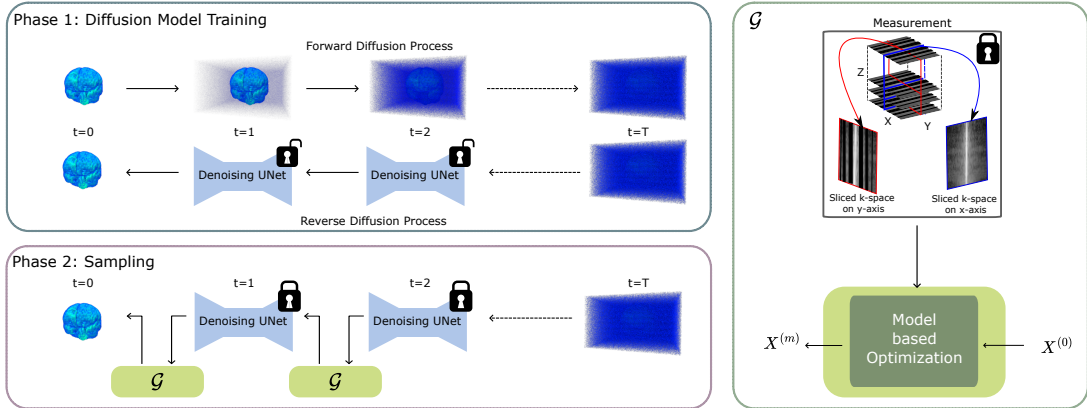 Phase 1: Diffusion Model Training
Forward Diffusion Process
t=0
t=1
t=2
t=T
Denoising UNet
Denoising UNet
Reverse Diffusion Process
Phase 2: Sampling
t=0
t=1
t=2
t=T
Denoising UNet
Denoising UNet
𝒢
𝒢
𝒢
Measurement
Z
X
Y
Sliced k-space
on y-axis
Sliced k-space
on x-axis
Model
based
Optimization
X^{(m)}
X^{(0)}